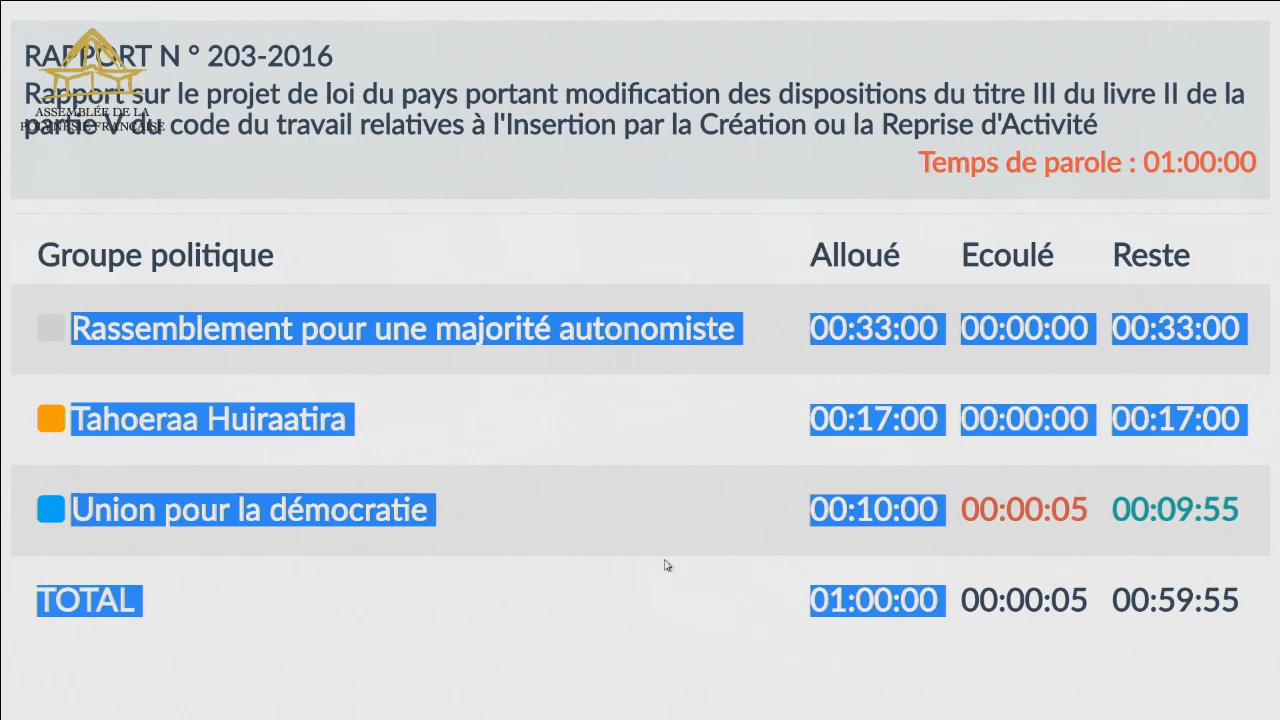 RAPPORT N ° 203-2016
Rapport sur le projet de loi du pays portant modification des dispositions du titre III du livre II de la
partie V du code du travail relatives à l'Insertion par la Création ou la Reprise d'Activité
ASSEMBLÉE DE LA
POLYNÉSIE FRANÇAISE
Temps de parole : 01:00:00
Groupe politique Alloué Ecoulé Reste
Rassemblement pour une majorité autonomiste 00:33:00 00:00:00 00:33:00
Tahoeraa Huiraatira 00:17:00 00:00:00 00:17:00
Union pour la démocratie 00:10:00 00:00:05 00:09:55
TOTAL 01:00:00 00:00:05 00:59:55